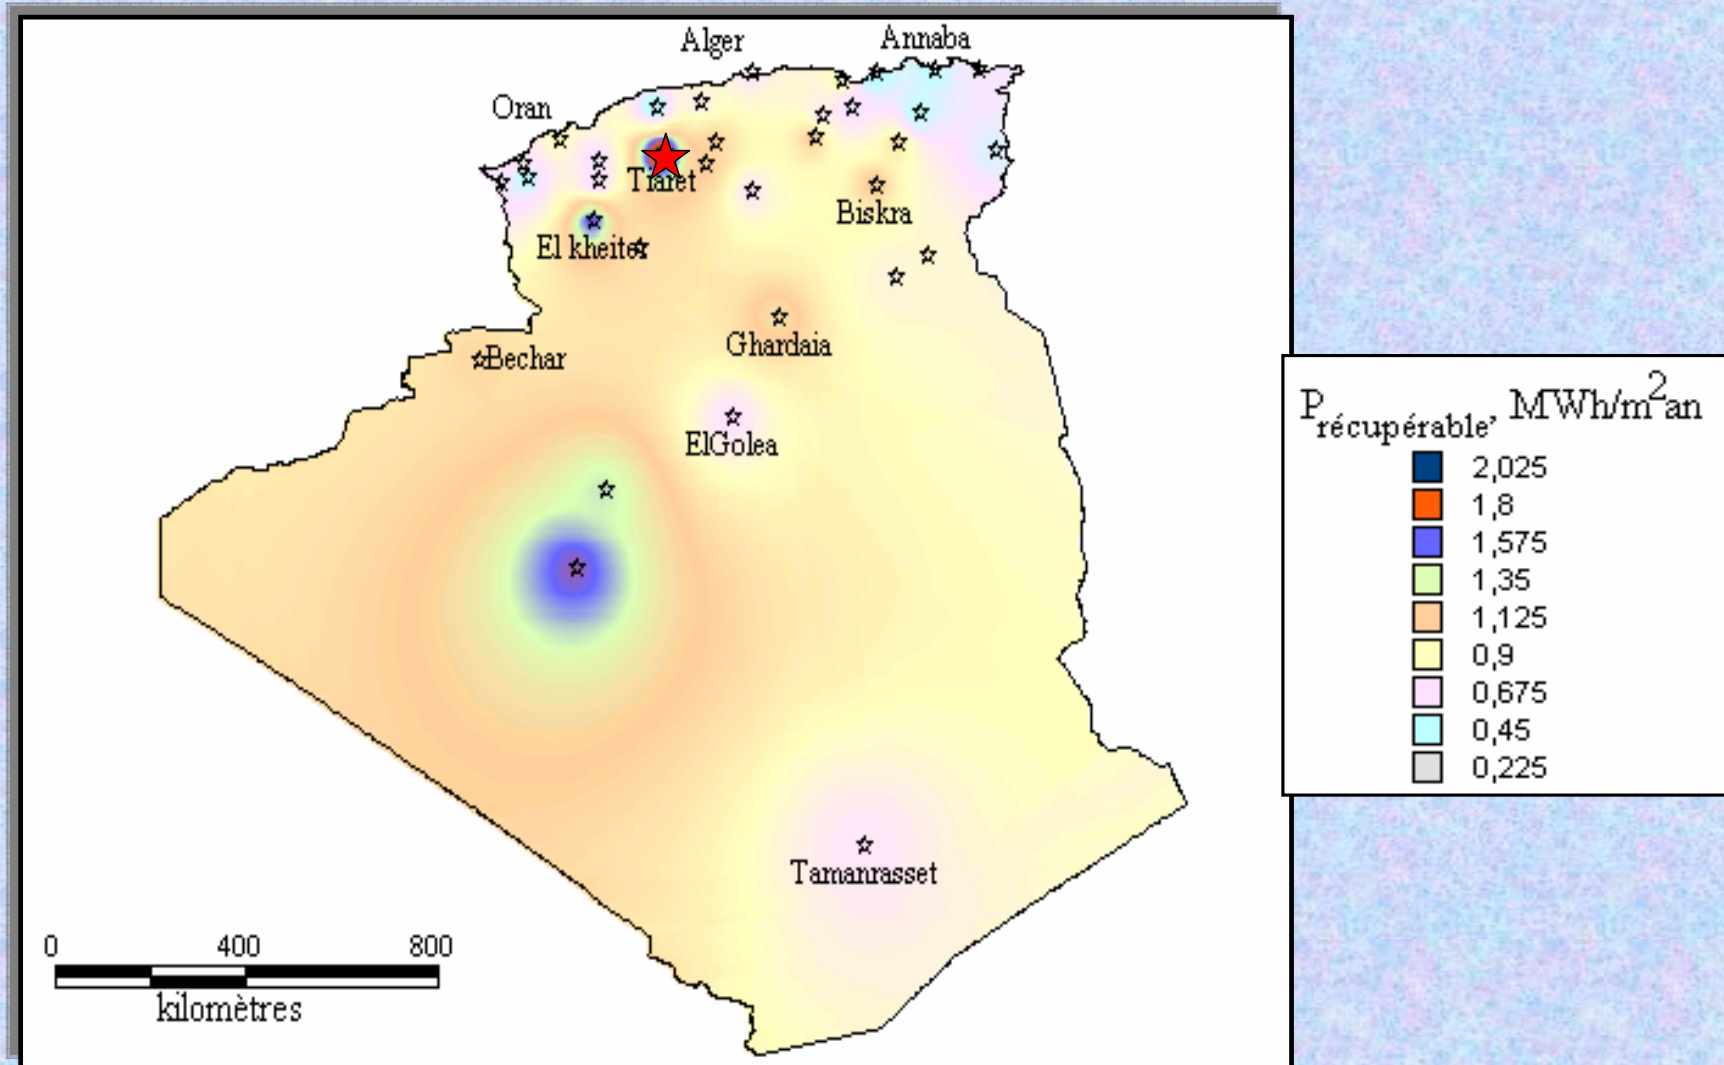 Alger
Annaba
Oran
Tiaret
Biskra
El kheiter
Ghardaia
Bechar
ElGolea
Tamanrasset
0 400 800
kilomètres
P récupérable, MWh/m²an
2,025
1,8
1,575
1,35
1,125
0,9
0,675
0,45
0,225